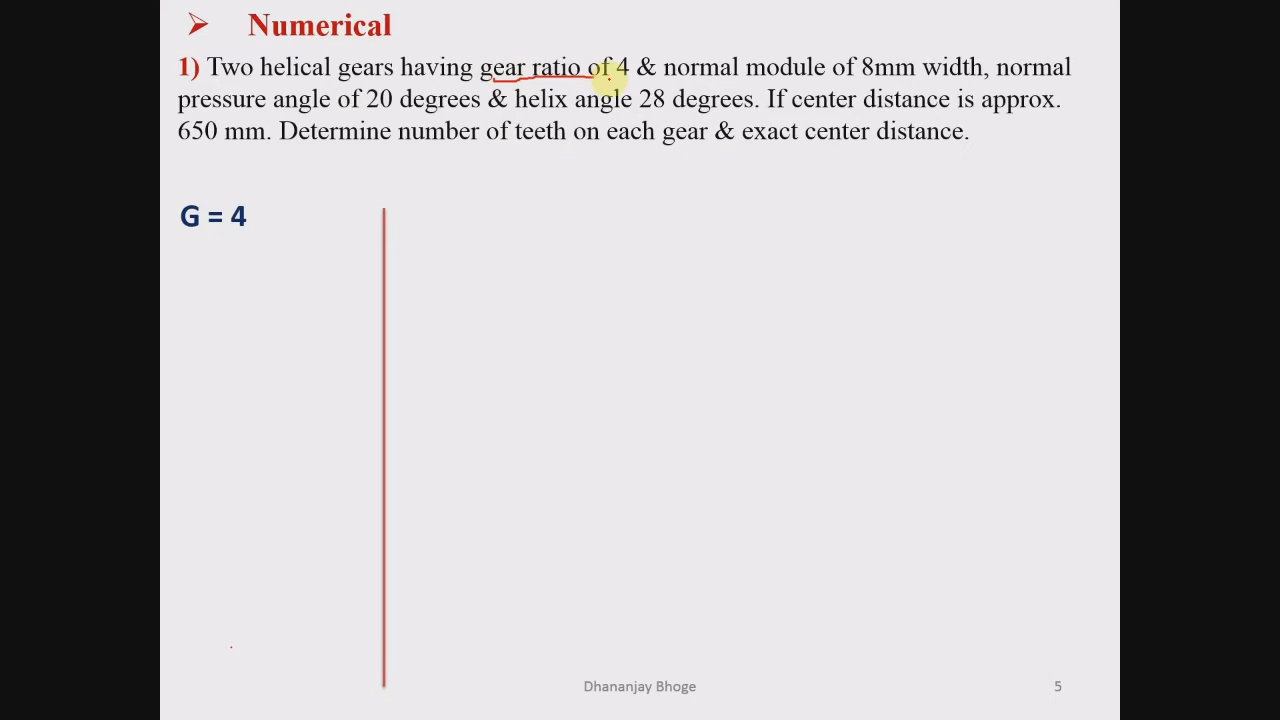 Numerical
1) Two helical gears having gear ratio of 4 & normal module of 8mm width, normal
pressure angle of 20 degrees & helix angle 28 degrees. If center distance is approx.
650 mm. Determine number of teeth on each gear & exact center distance.
G = 4
Dhananjay Bhoge
5